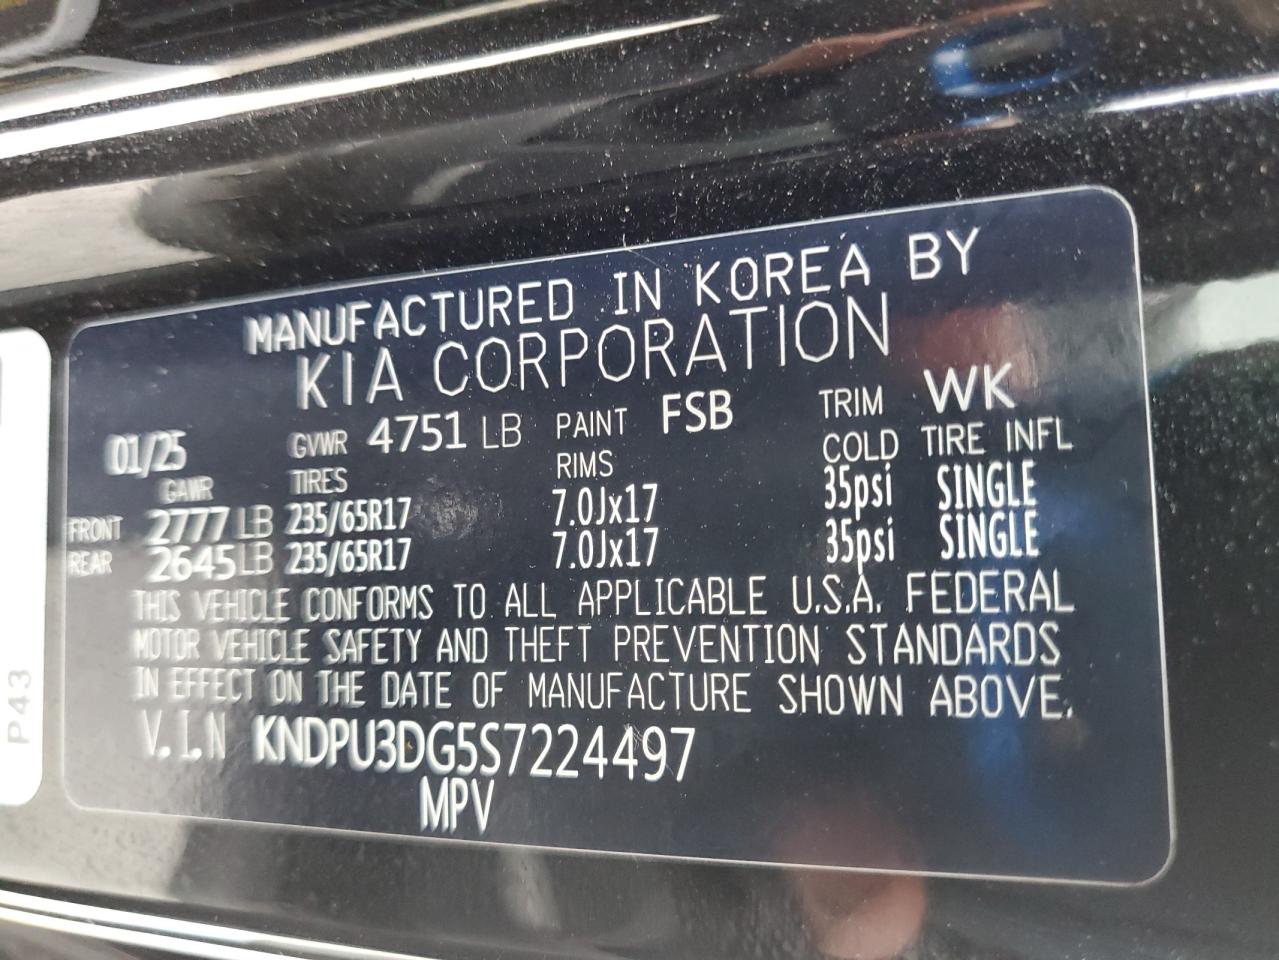 MANUFACTURED IN KOREA BY
KIA CORPORATION
01/25 GVWR 4751 LB PAINT FSB TRIM WK
GAWR TIRES RIMS COLD TIRE INFL
FRONT 2777 LB 235/65R17 7.0Jx17 35psi SINGLE
REAR 2645 LB 235/65R17 7.0Jx17 35psi SINGLE
THIS VEHICLE CONFORMS TO ALL APPLICABLE U.S.A. FEDERAL
MOTOR VEHICLE SAFETY AND THEFT PREVENTION STANDARDS
IN EFFECT ON THE DATE OF MANUFACTURE SHOWN ABOVE.
V.I.N KNDPU3DG5S7224497
MPV
P43